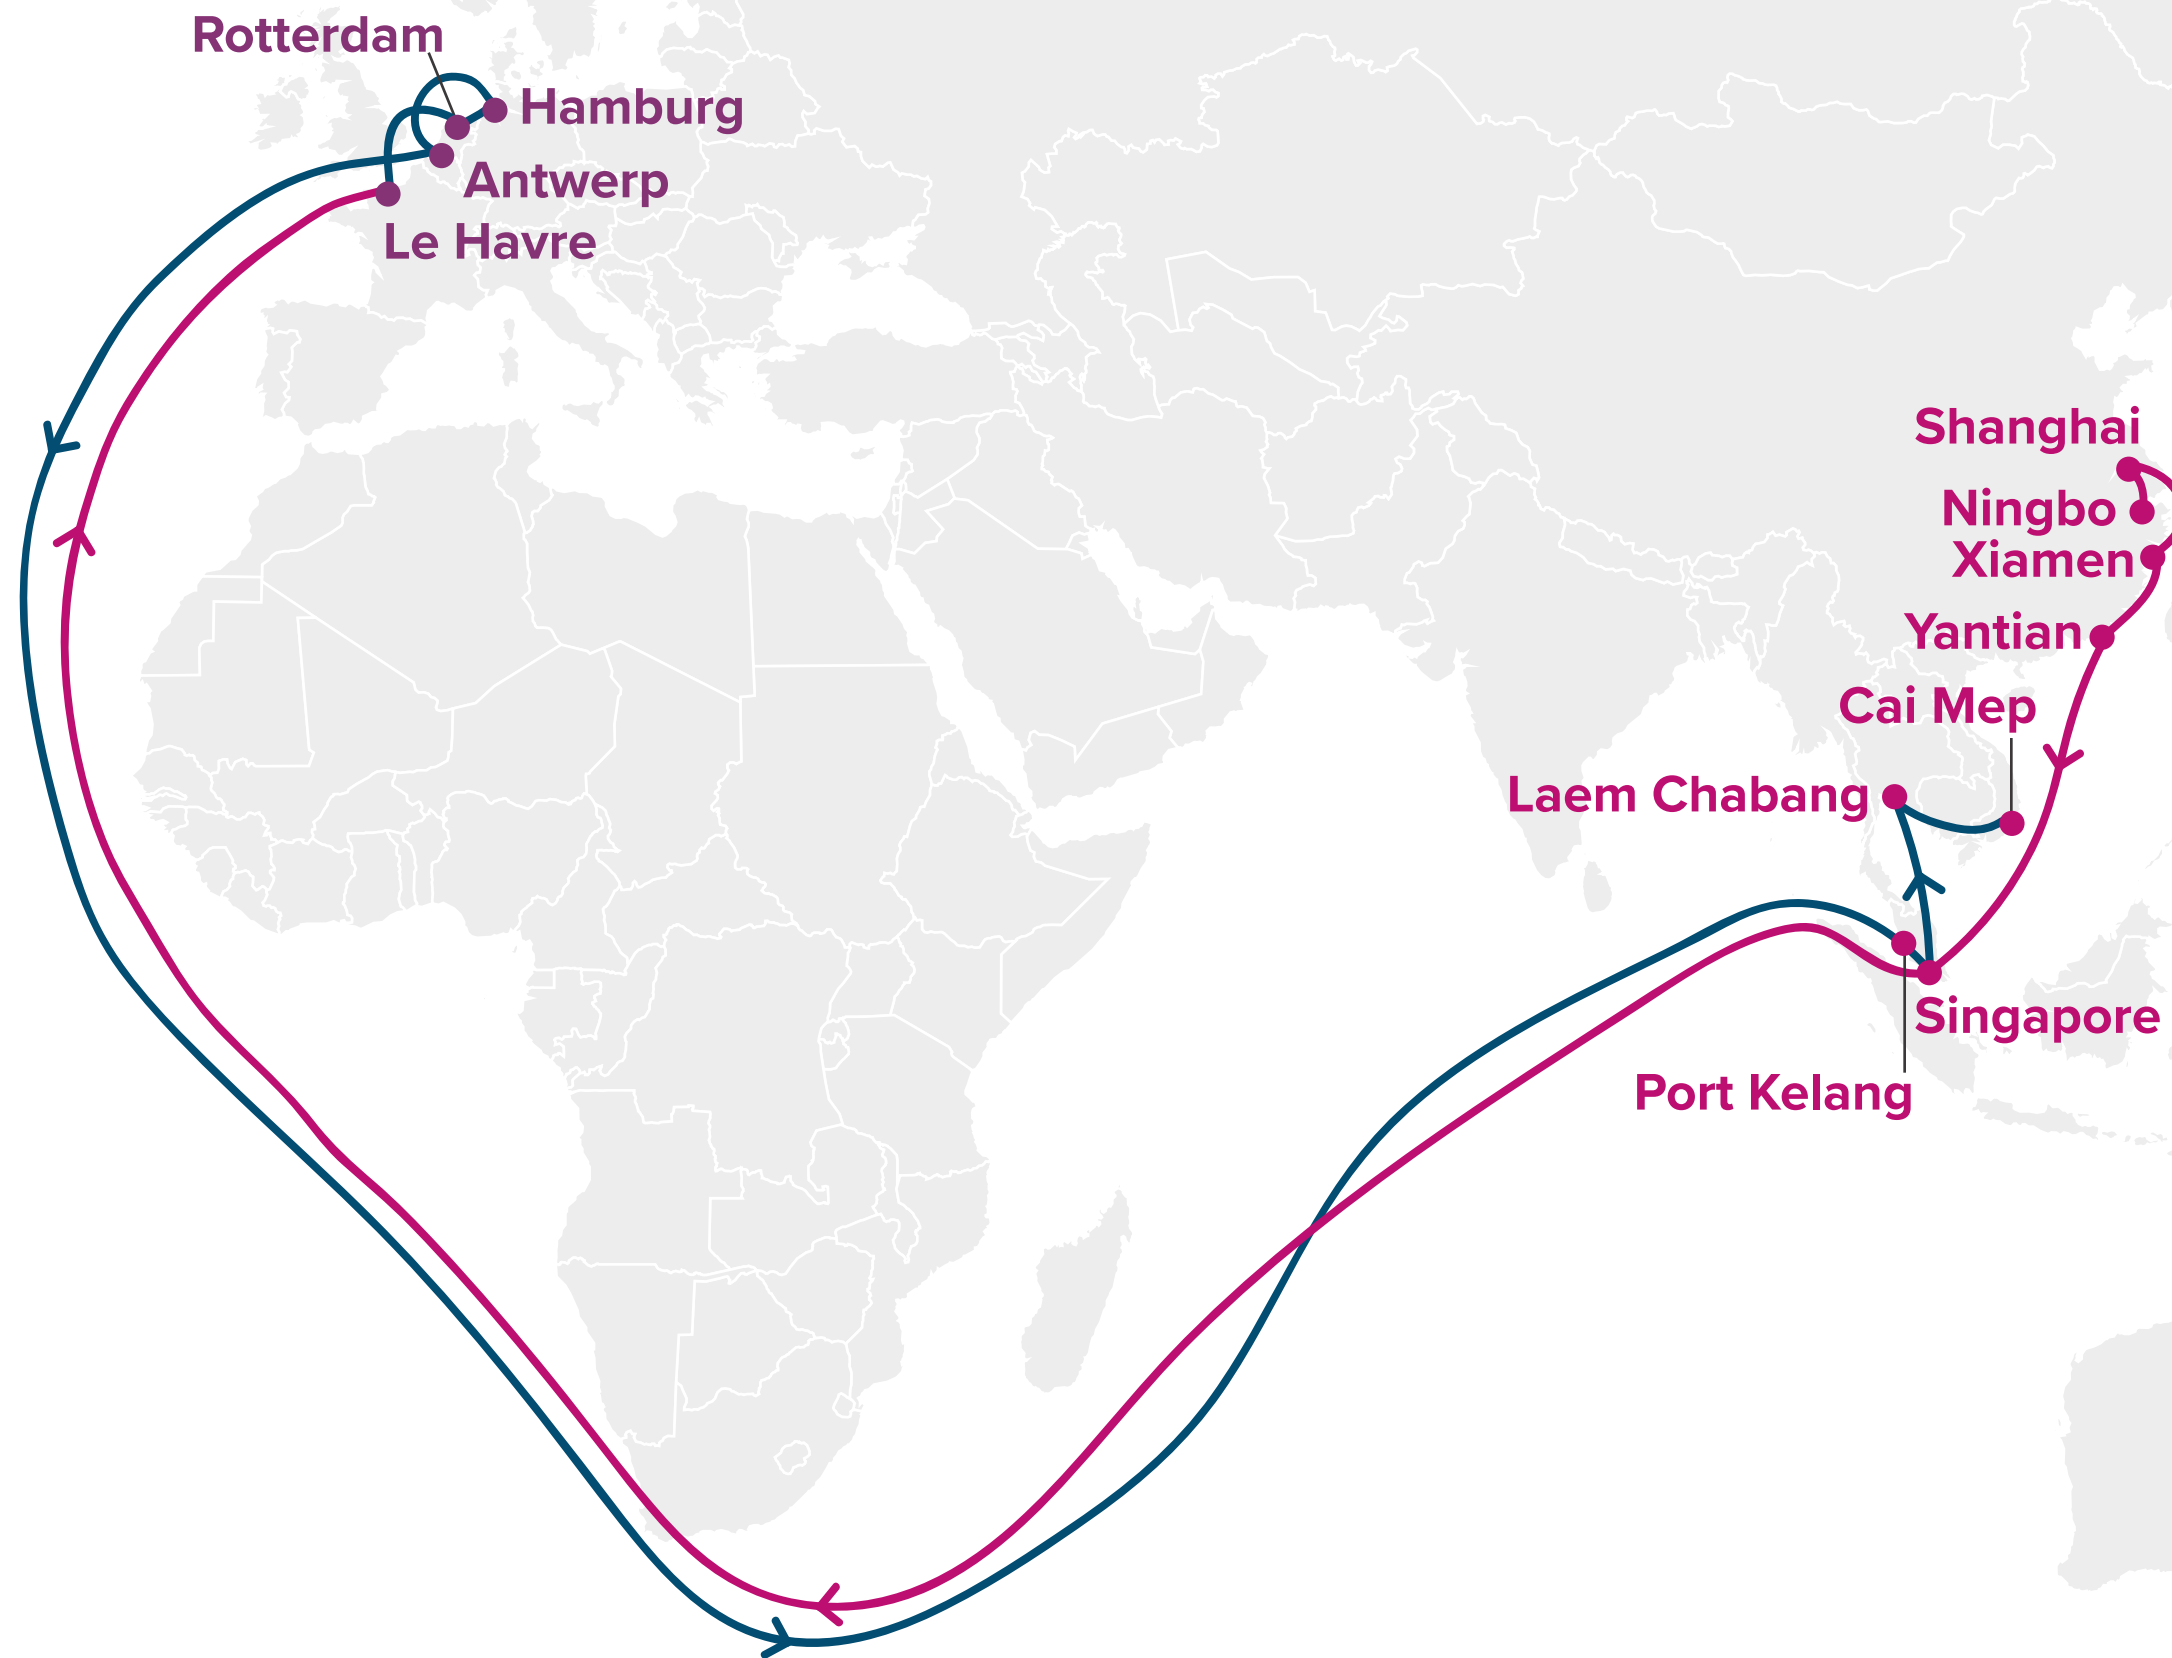 Rotterdam
Hamburg
Antwerp
Le Havre
Shanghai
Ningbo
Xiamen
Yantian
Cai Mep
Laem Chabang
Singapore
Port Kelang